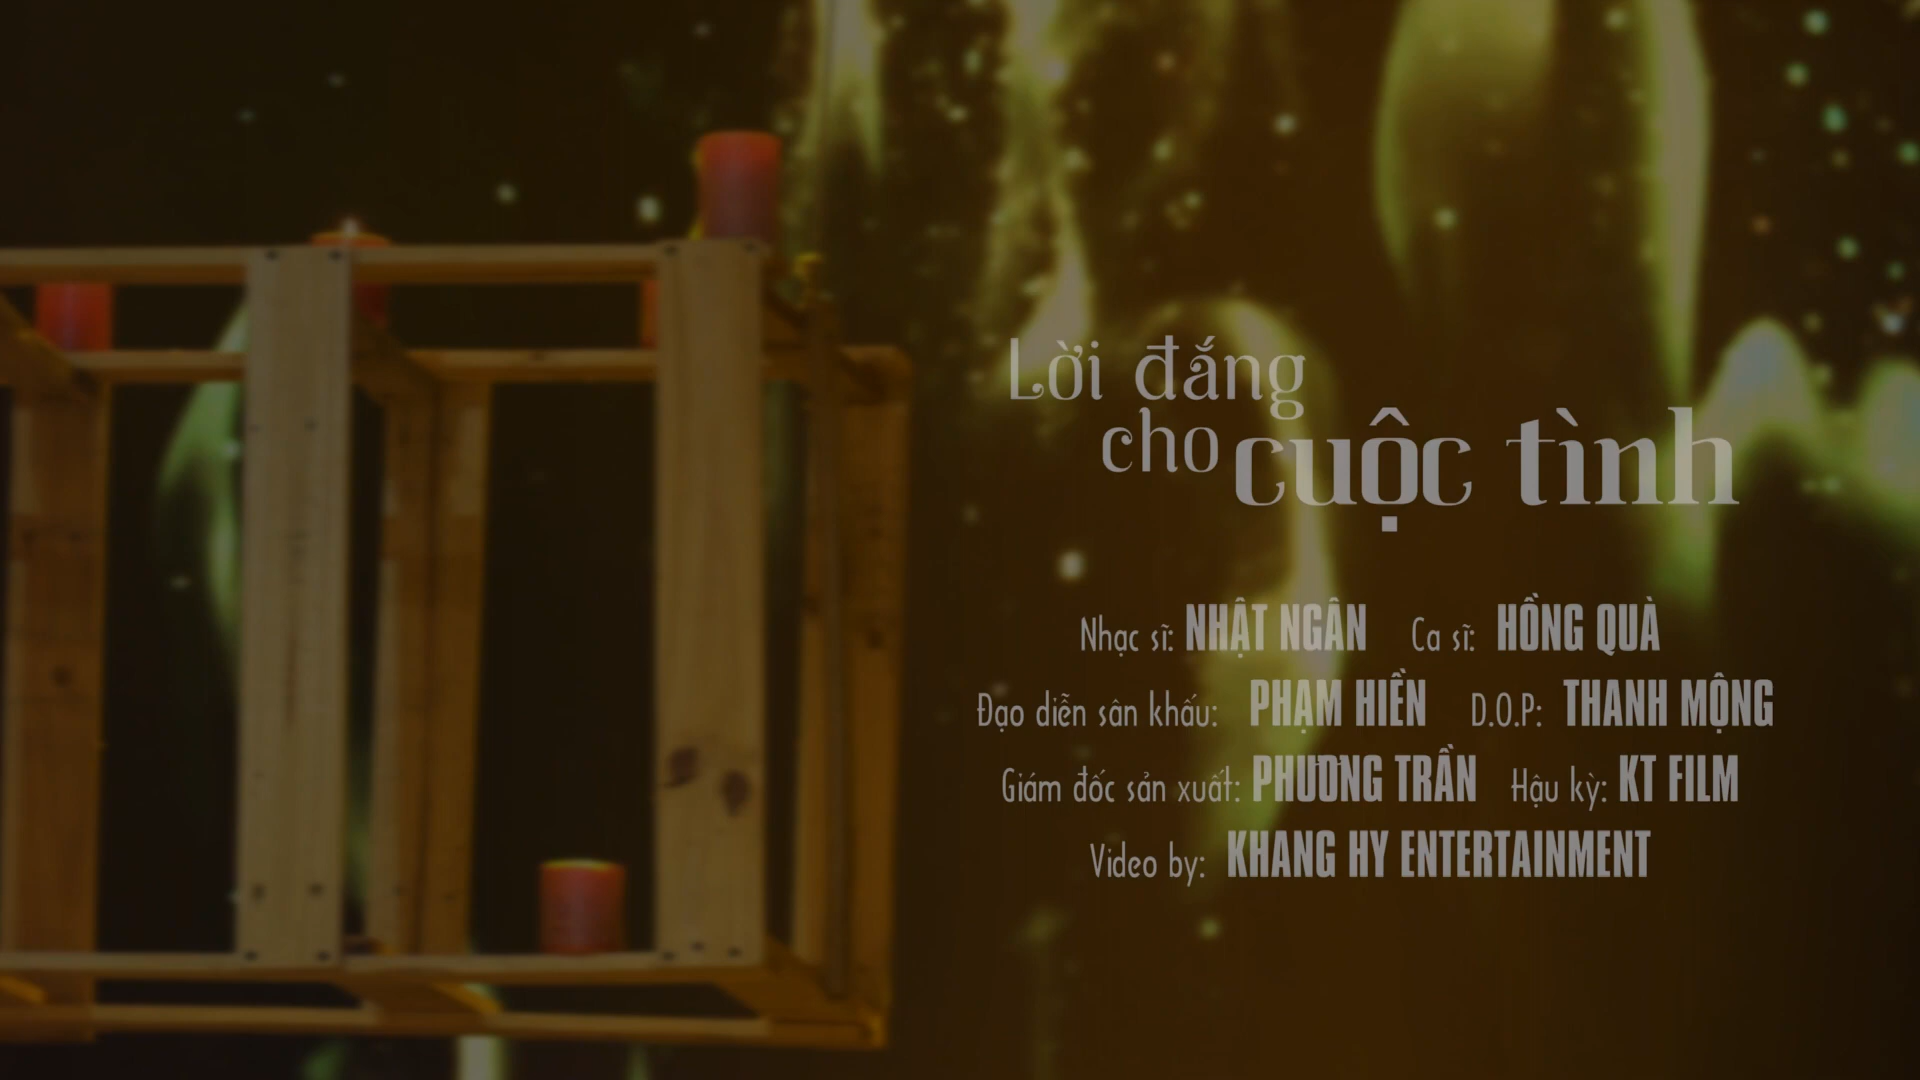 Lời đắng
cho cuộc tình
Nhạc sĩ: NHẬT NGÂN Ca sĩ: HỒNG QUÀ
Đạo diễn sân khấu: PHẠM HIỀN D.O.P: THANH MỘNG
Giám đốc sản xuất: PHƯƠNG TRẦN Hậu kỳ: KT FILM
Video by: KHANG HY ENTERTAINMENT